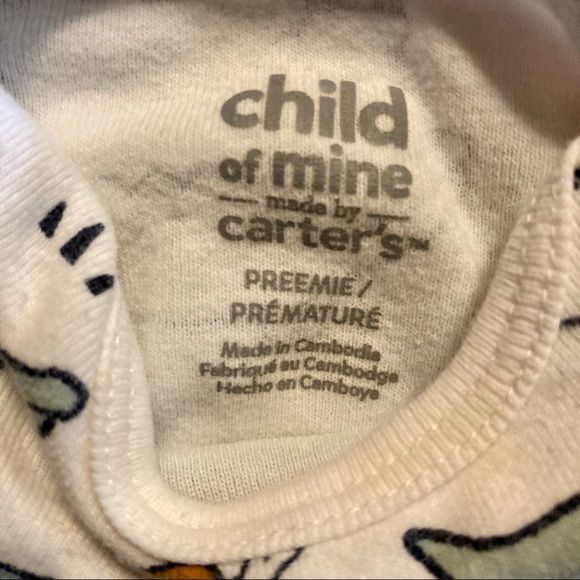 child
of mine
made by
carter's™
PREEMIE /
PRÉMATURÉ
Made in Cambodia
Fabriqué au Cambodge
Hecho en Camboya